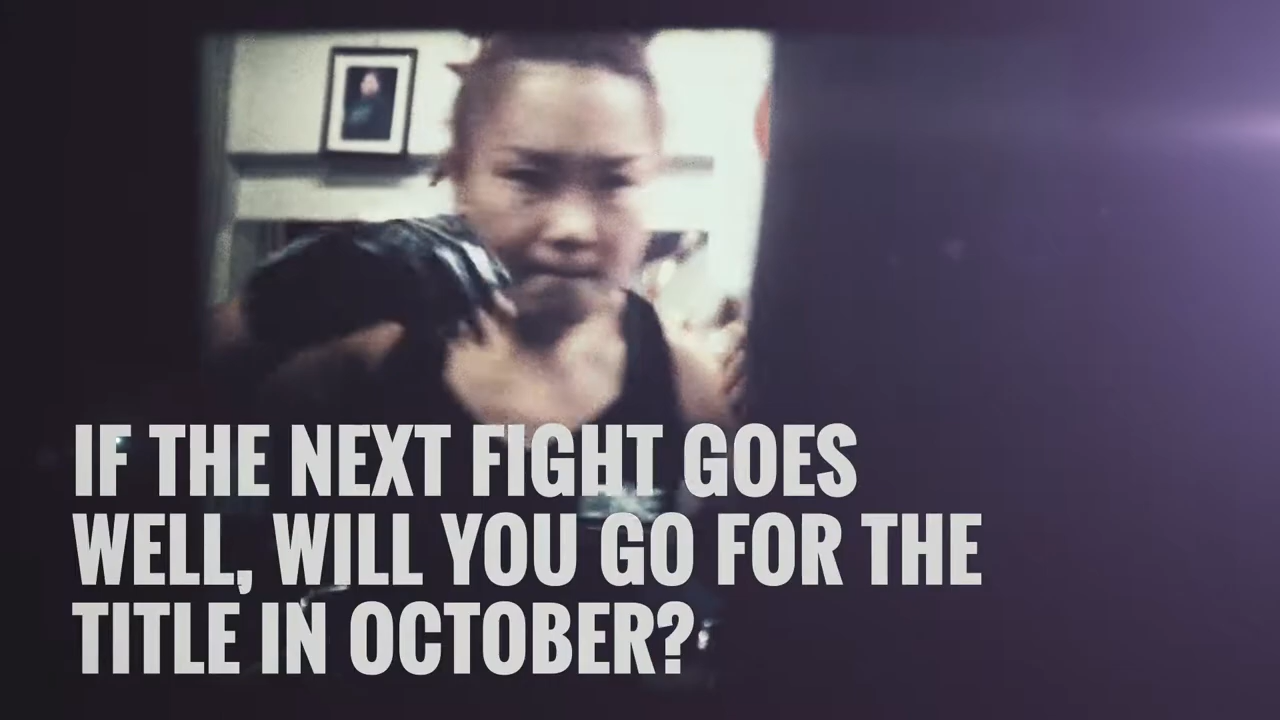 IF THE NEXT FIGHT GOES
WELL, WILL YOU GO FOR THE
TITLE IN OCTOBER?